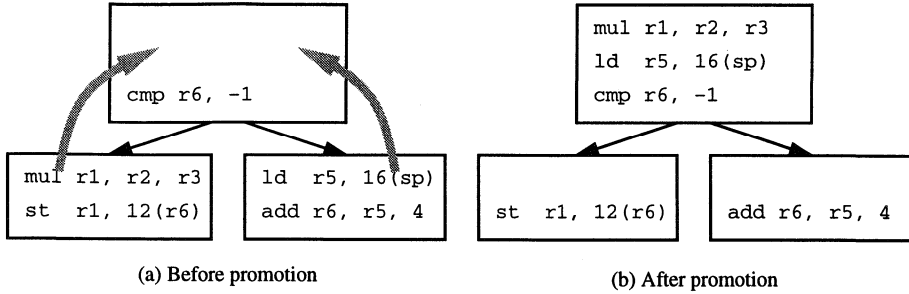 cmp r6, -1
mul r1, r2, r3
st r1, 12(r6)
ld r5, 16(sp)
add r6, r5, 4
(a) Before promotion
mul r1, r2, r3
ld r5, 16(sp)
cmp r6, -1
st r1, 12(r6)
add r6, r5, 4
(b) After promotion